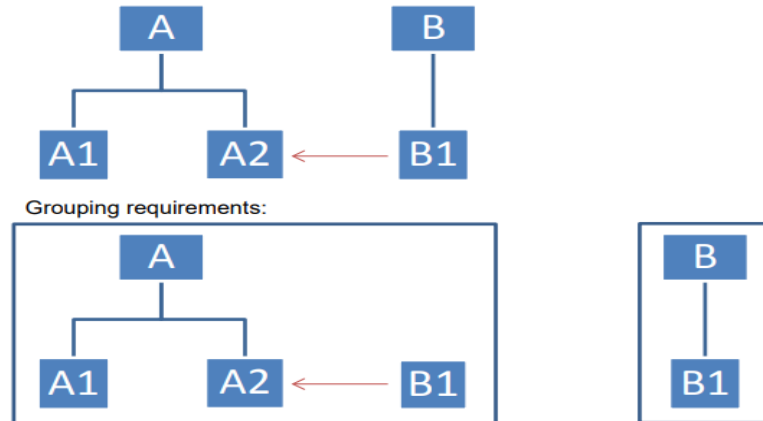 A B
A1 A2 B1
Grouping requirements:
A B
A1 A2 B1 B1